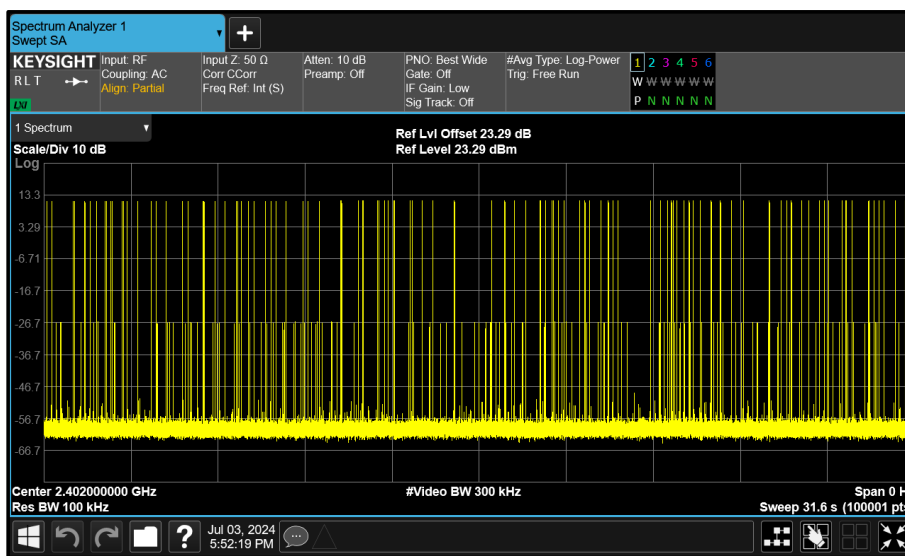 Spectrum Analyzer 1
Swept SA
KEYSIGHT
RLT
LXI
Input: RF
Coupling: AC
Align: Partial
Input Z: 50 Ω
Corr CCorr
Freq Ref: Int (S)
Atten: 10 dB
Preamp: Off
PNO: Best Wide
Gate: Off
IF Gain: Low
Sig Track: Off
#Avg Type: Log-Power
Trig: Free Run
1 2 3 4 5 6
W W W W W W
P N N N N N
1 Spectrum
Scale/Div 10 dB
Ref Lvl Offset 23.29 dB
Ref Level 23.29 dBm
Log
13.3
3.29
-6.71
-16.7
-26.7
-36.7
-46.7
-56.7
-66.7
Center 2.402000000 GHz
#Video BW 300 kHz
Span 0 H
Res BW 100 kHz
Sweep 31.6 s (100001 pts
?
Jul 03, 2024
5:52:19 PM